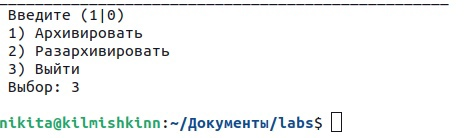 Введите (1|0)
1) Архивировать
2) Разархивировать
3) Выйти
Выбор: 3
nikita@kilmishkinn:~/Документы/labs$